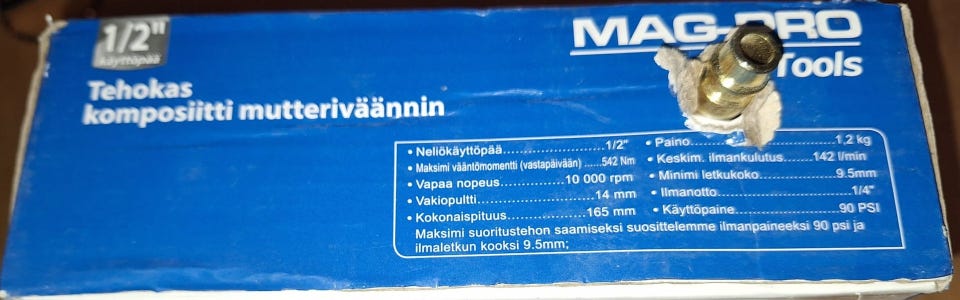 1/2"
käyttöpää
MAG-PRO
Tools
Tehokas
komposiitti mutteriväännin
• Neliökäyttöpää..............................1/2"
• Maksimi vääntömomentti (vastapäivään) .....542 Nm
• Vapaa nopeus.....................10 000 rpm
• Vakiopultti..............................14 mm
• Kokonaispituus......................165 mm
• Paino..............................1,2 kg
• Keskim. ilmankulutus......142 l/min
• Minimi letkukoko....................9.5mm
• Ilmanotto..............................1/4"
• Käyttöpaine..........................90 PSI
Maksimi suoritustehon saamiseksi suosittelemme ilmanpaineeksi 90 psi ja
ilmaletkun kooksi 9.5mm;